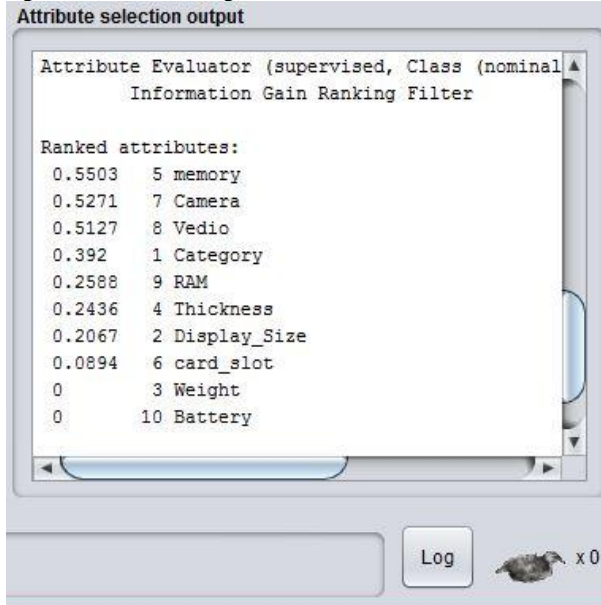 Attribute selection output
Attribute Evaluator (supervised, Class (nominal
Information Gain Ranking Filter
Ranked attributes:
0.5503 5 memory
0.5271 7 Camera
0.5127 8 Vedio
0.392 1 Category
0.2588 9 RAM
0.2436 4 Thickness
0.2067 2 Display_Size
0.0894 6 card_slot
0 3 Weight
0 10 Battery
Log
x 0